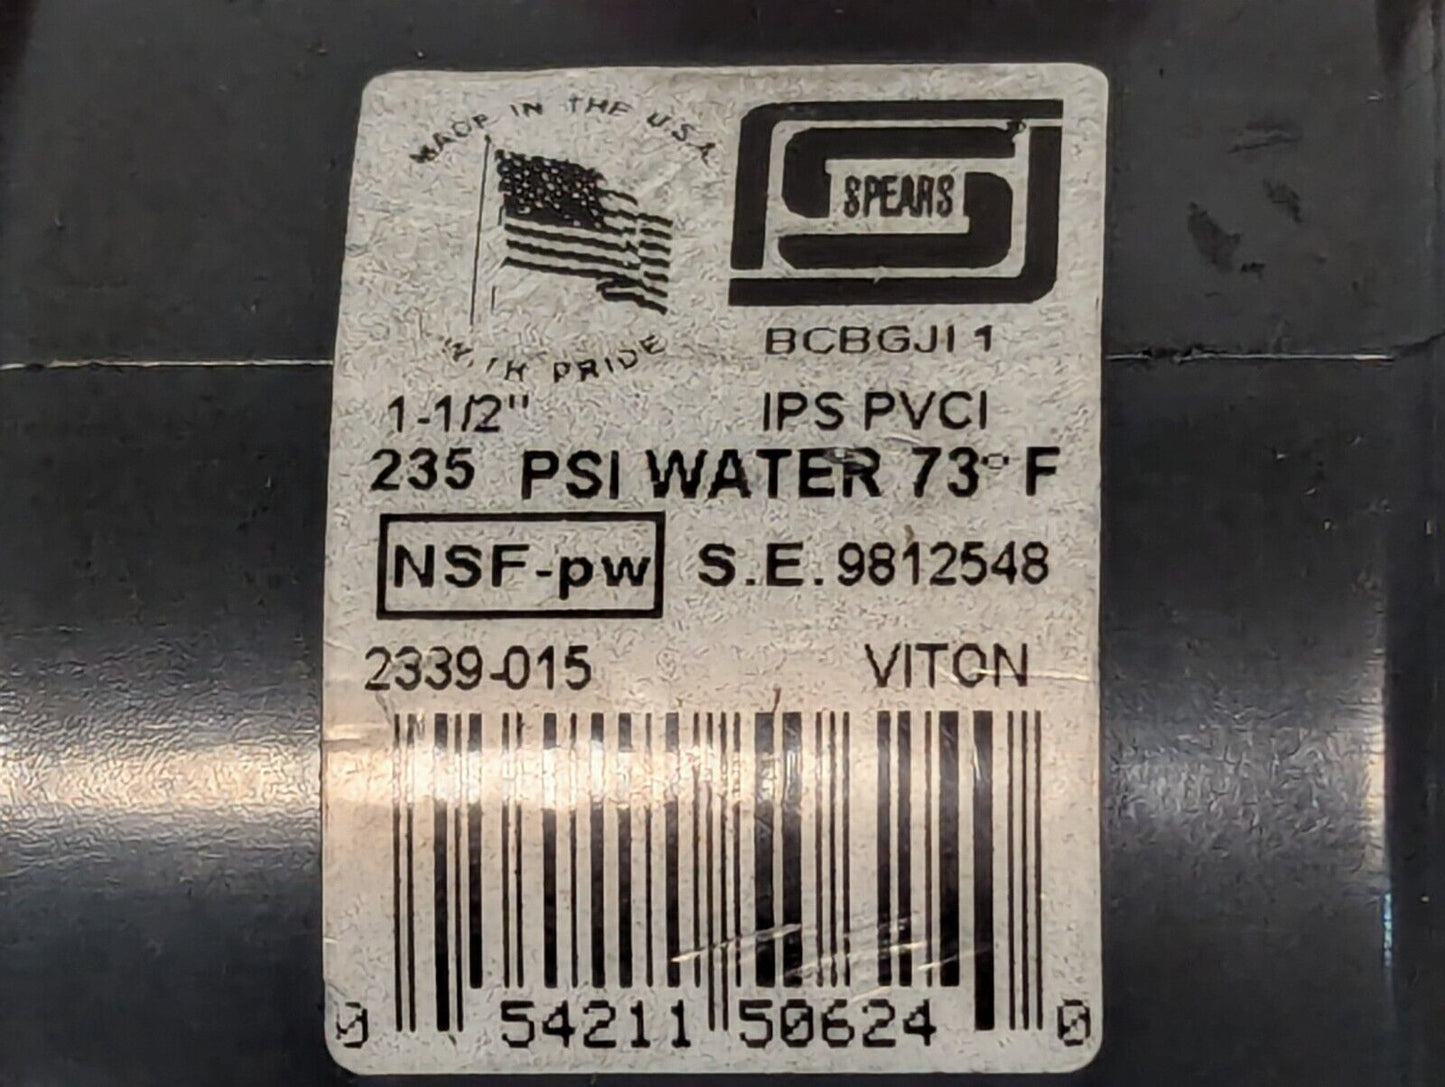 MADE IN THE U.S.A.
WITH PRIDE
SPEARS
BCBGJI 1
1-1/2" IPS PVCI
235 PSI WATER 73° F
NSF-pw S.E. 9812548
2339-015 VITON
0 54211 50624 0